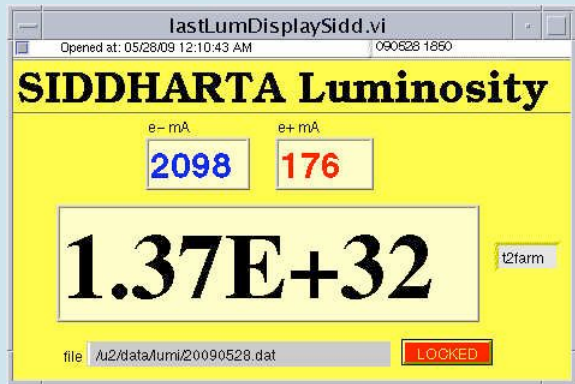 lastLumDisplaySidd.vi
Opened at: 05/28/09 12:10:43 AM 090528 1850
SIDDHARTA Luminosity
e- mA e+ mA
2098 176
1.37E+32
t2farm
file /u2/data/lumi/20090528.dat LOCKED